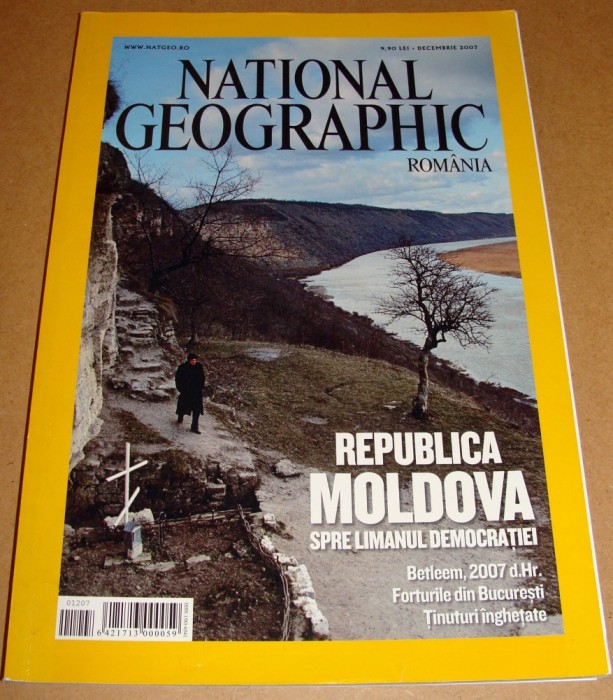 WWW.NATGEO.RO
9,90 LEI • DECEMBRIE 2007
NATIONAL
GEOGRAPHIC
ROMÂNIA
REPUBLICA
MOLDOVA
SPRE LIMANUL DEMOCRAȚIEI
Betleem, 2007 d.Hr.
Forturile din București
Ținuturi înghețate
01207
6 421713 000059